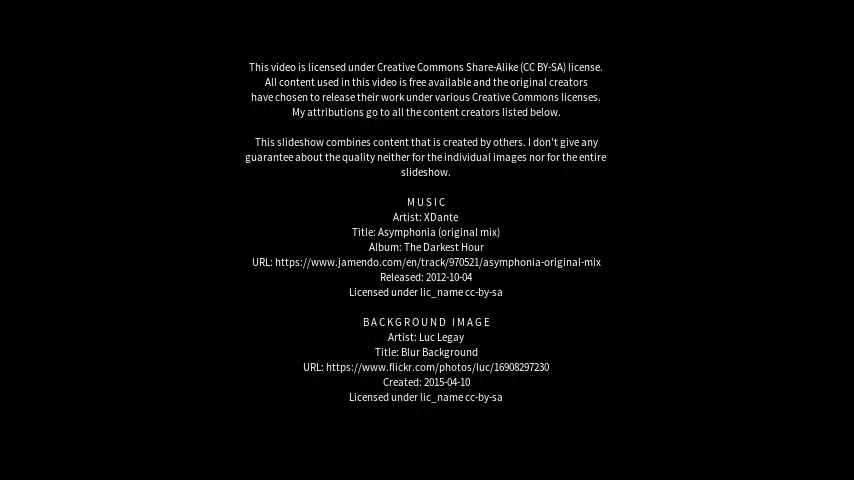 This video is licensed under Creative Commons Share-Alike (CC BY-SA) license.
All content used in this video is free available and the original creators
have chosen to release their work under various Creative Commons licenses.
My attributions go to all the content creators listed below.
This slideshow combines content that is created by others. I don't give any
guarantee about the quality neither for the individual images nor for the entire
slideshow.
MUSIC
Artist: XDante
Title: Asymphonia (original mix)
Album: The Darkest Hour
URL: https://www.jamendo.com/en/track/970521/asymphonia-original-mix
Released: 2012-10-04
Licensed under lic_name cc-by-sa
BACKGROUND IMAGE
Artist: Luc Legay
Title: Blur Background
URL: https://www.flickr.com/photos/luc/16908297230
Created: 2015-04-10
Licensed under lic_name cc-by-sa